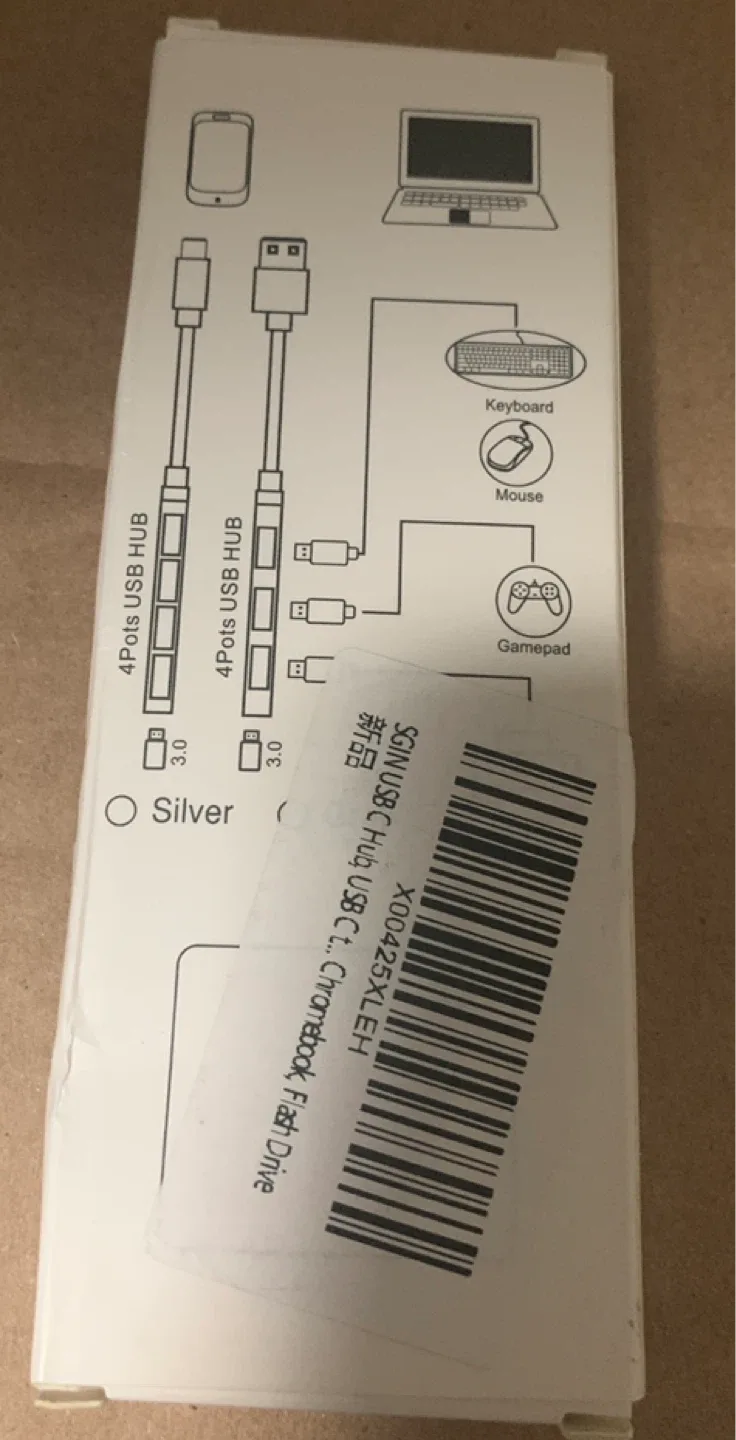 Keyboard
Mouse
Gamepad
4Pots USB HUB
4Pots USB HUB
3.0
3.0
Silver
X00425XLEH
SGIN USB C Hub, USB C t... Chromebook, Flash Drive
新品